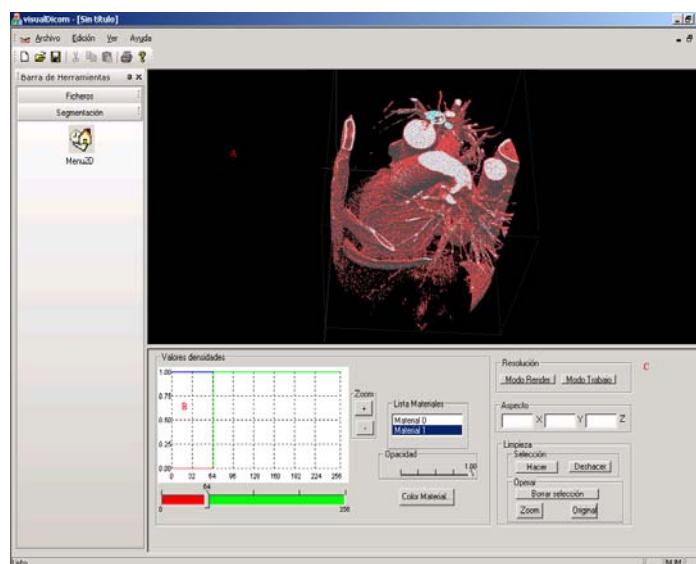 visualDicom - [Sin título]
Archivo Edición Ver Ayuda
Barra de Herramientas
Ficheros
Segmentación
Menu2D
A
Valores densidades
1.00
0.75
B
0.25
0.00
0 32 64 96 128 160 192 224 256
64
0 256
Zoom
+
-
Lista Materiales
Material 0
Material 1
Opacidad
1.00
Color Material
Resolución
Modo Render Modo Trabajo
C
Aspecto
X Y Z
Limpieza
Selección
Hacer Deshacer
Operar
Borrar selección
Zoom Original
Listo NUM